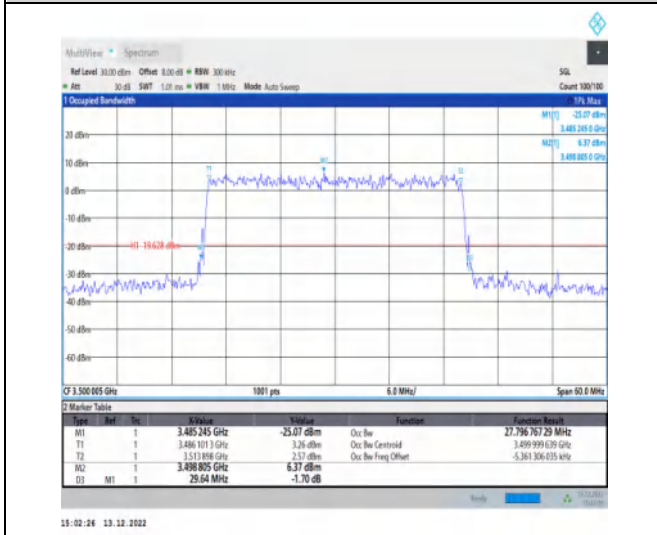 MultiView Spectrum
Ref Level 30.00 dBm Offset 8.00 dB RBW 300 kHz SGL
Att 30 dB SWT 1.01 ms VBW 1 MHz Mode Auto Sweep Count 100/100
1 Occupied Bandwidth 1Pk Max
M1[1] -25.07 dBm
3.485 245 0 GHz
20 dBm M2[1] 6.37 dBm
3.498 805 0 GHz
10 dBm
T1 M2 T2
0 dBm
-10 dBm
-20 dBm H1 -19.628 dBm
-30 dBm
-40 dBm
-50 dBm
-60 dBm
CF 3.500 005 GHz 1001 pts 6.0 MHz/ Span 60.0 MHz
2 Marker Table
Type Ref Trc X-Value Y-Value Function Function Result
M1 1 3.485 245 GHz -25.07 dBm Occ Bw 27.796 767 29 MHz
T1 1 3.486 101 3 GHz 3.26 dBm Occ Bw Centroid 3.499 999 639 GHz
T2 1 3.513 898 GHz 2.57 dBm Occ Bw Freq Offset -5.361 306 035 kHz
M2 1 3.498 805 GHz 6.37 dBm
D3 M1 1 29.64 MHz -1.70 dB
Ready
15:02:26 13.12.2022